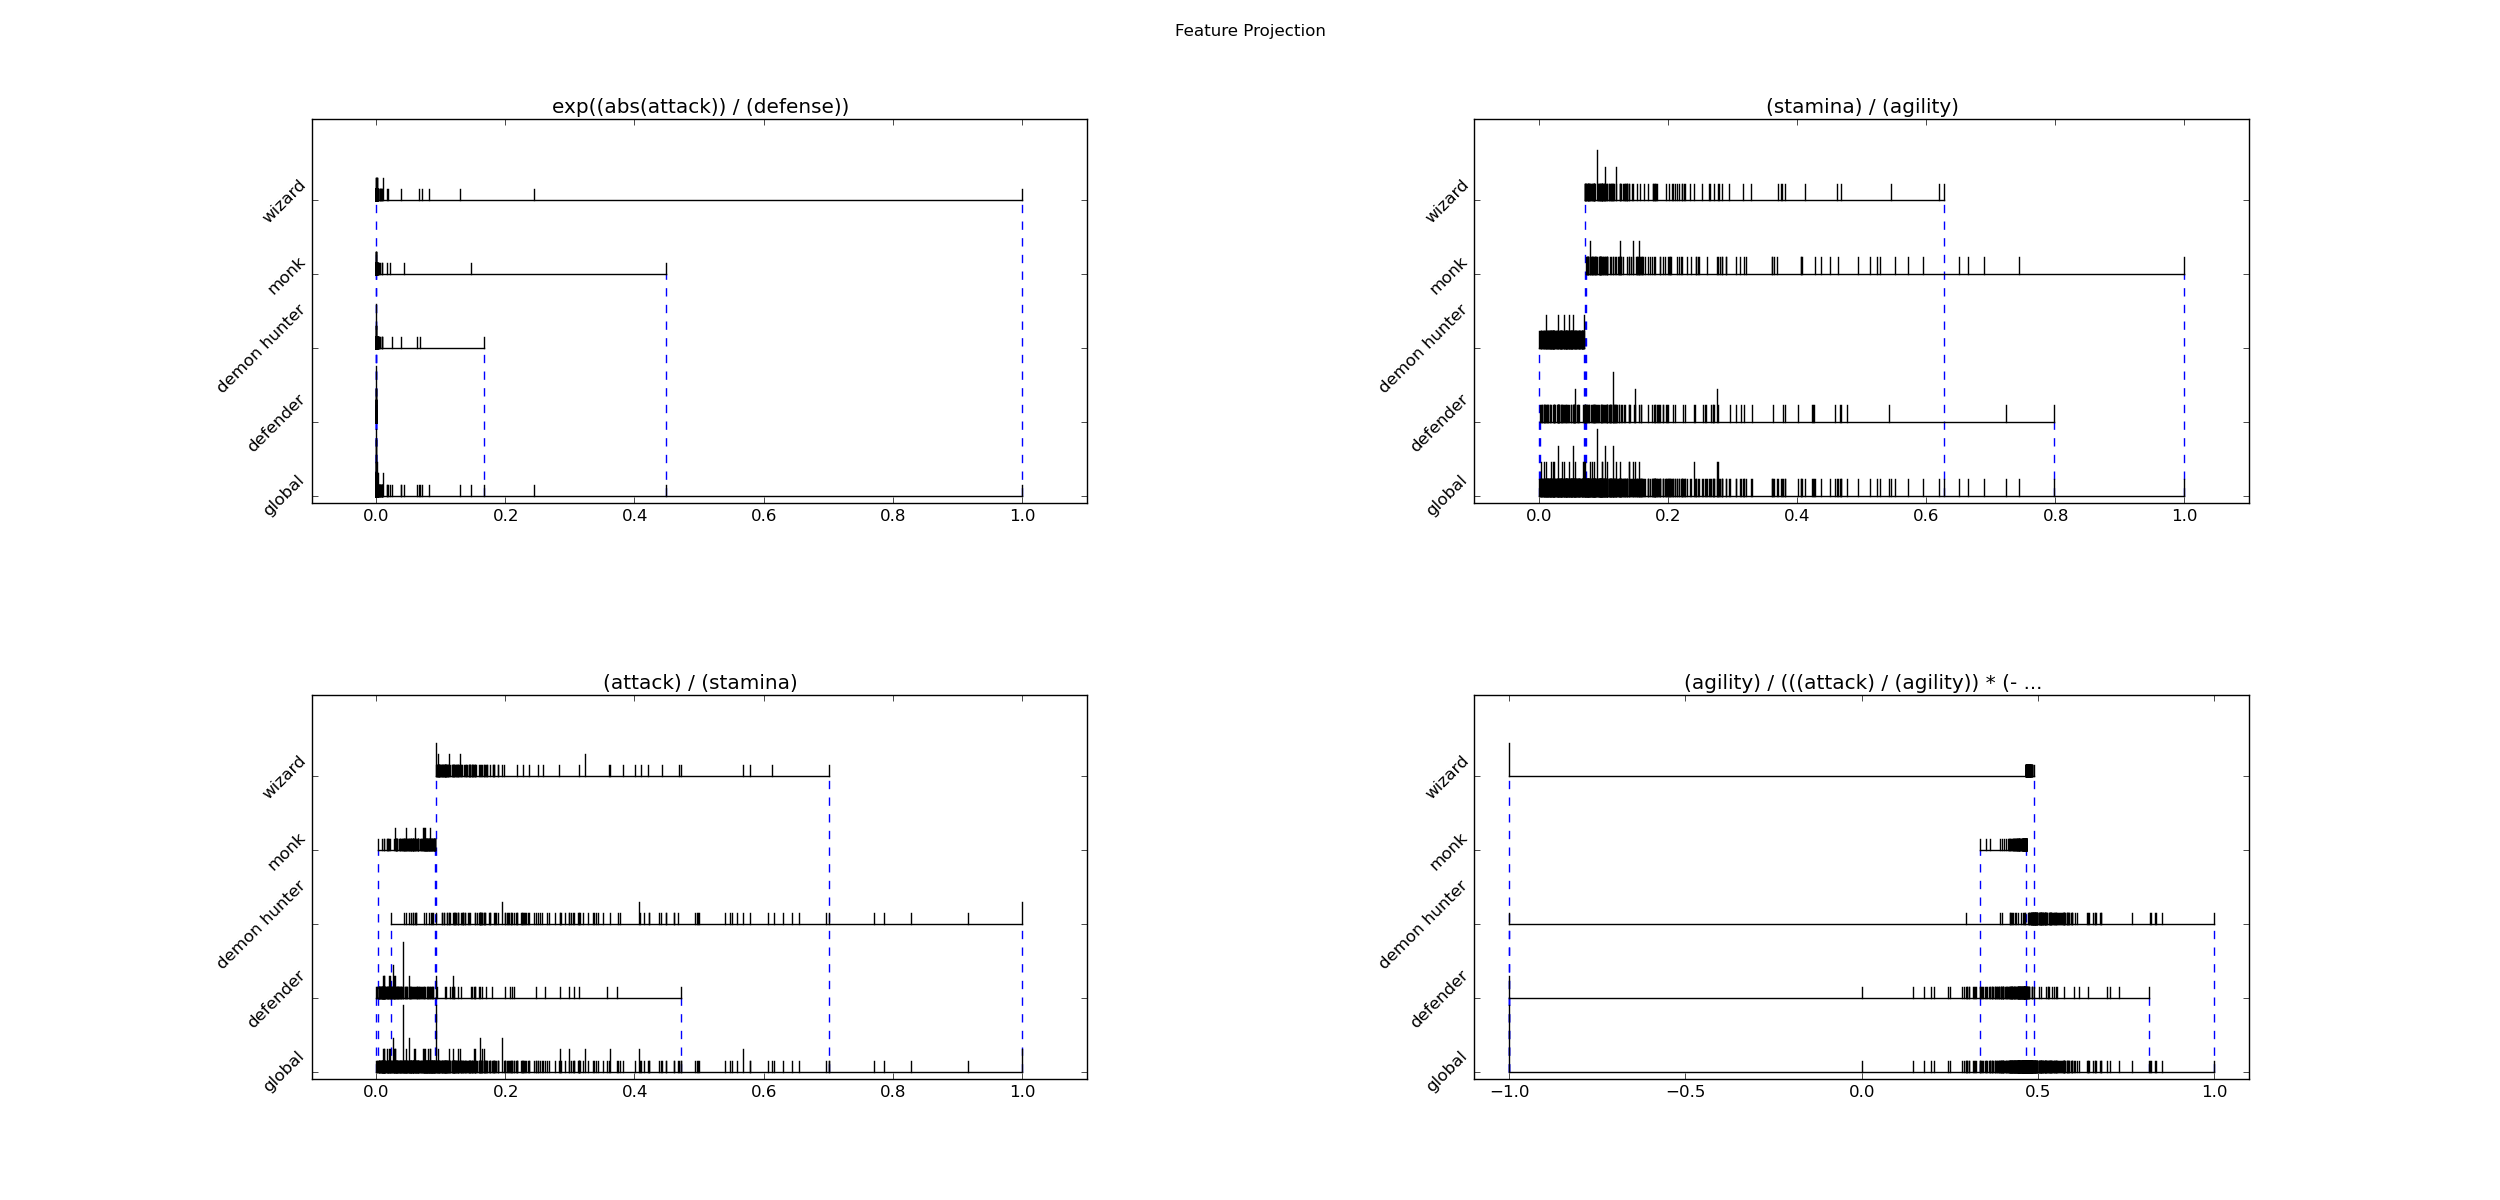 Feature Projection
exp((abs(attack)) / (defense))
wizard
monk
demon hunter
defender
global
0.0 0.2 0.4 0.6 0.8 1.0
(stamina) / (agility)
wizard
monk
demon hunter
defender
global
0.0 0.2 0.4 0.6 0.8 1.0
(attack) / (stamina)
wizard
monk
demon hunter
defender
global
0.0 0.2 0.4 0.6 0.8 1.0
(agility) / (((attack) / (agility)) * (- ...
wizard
monk
demon hunter
defender
global
−1.0 −0.5 0.0 0.5 1.0